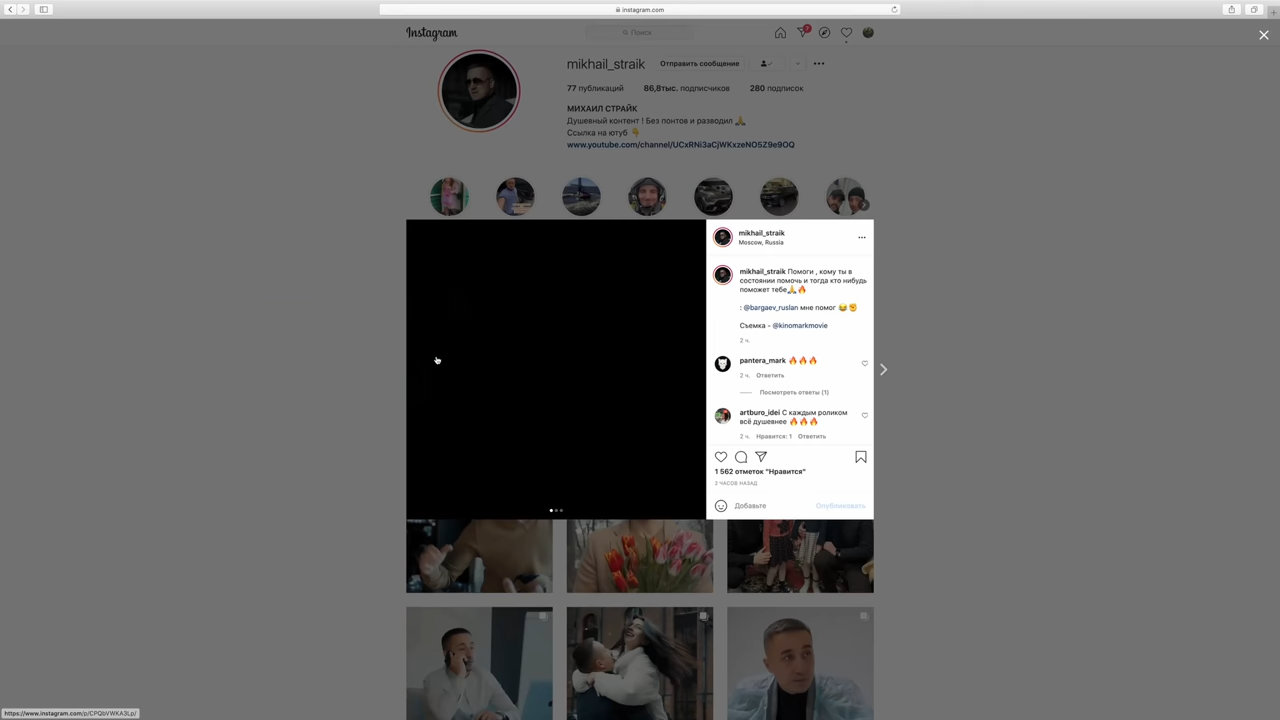 instagram.com
Instagram
Поиск
7
mikhail_straik
Отправить сообщение
77 публикаций 86,8тыс. подписчиков 280 подписок
МИХАИЛ СТРАЙК
Душевный контент ! Без понтов и разводил 🙏
Ссылка на ютуб 👇
www.youtube.com/channel/UCxRNi3aCjWKxzeNO5Z9e9OQ
mikhail_straik
Moscow, Russia
mikhail_straik Помоги , кому ты в
состоянии помочь и тогда кто нибудь
поможет тебе🙏🔥
: @bargaev_ruslan мне помог 😂✊
Съемка - @kinomarkmovie
2 ч.
pantera_mark 🔥🔥🔥
2 ч. Ответить
Посмотреть ответы (1)
artburo_idei С каждым роликом
всё душевнее 🔥🔥🔥
2 ч. Нравится: 1 Ответить
1 562 отметок "Нравится"
2 ЧАСОВ НАЗАД
Добавьте
Опубликовать
https://www.instagram.com/p/CPQbVWKA3Lp/